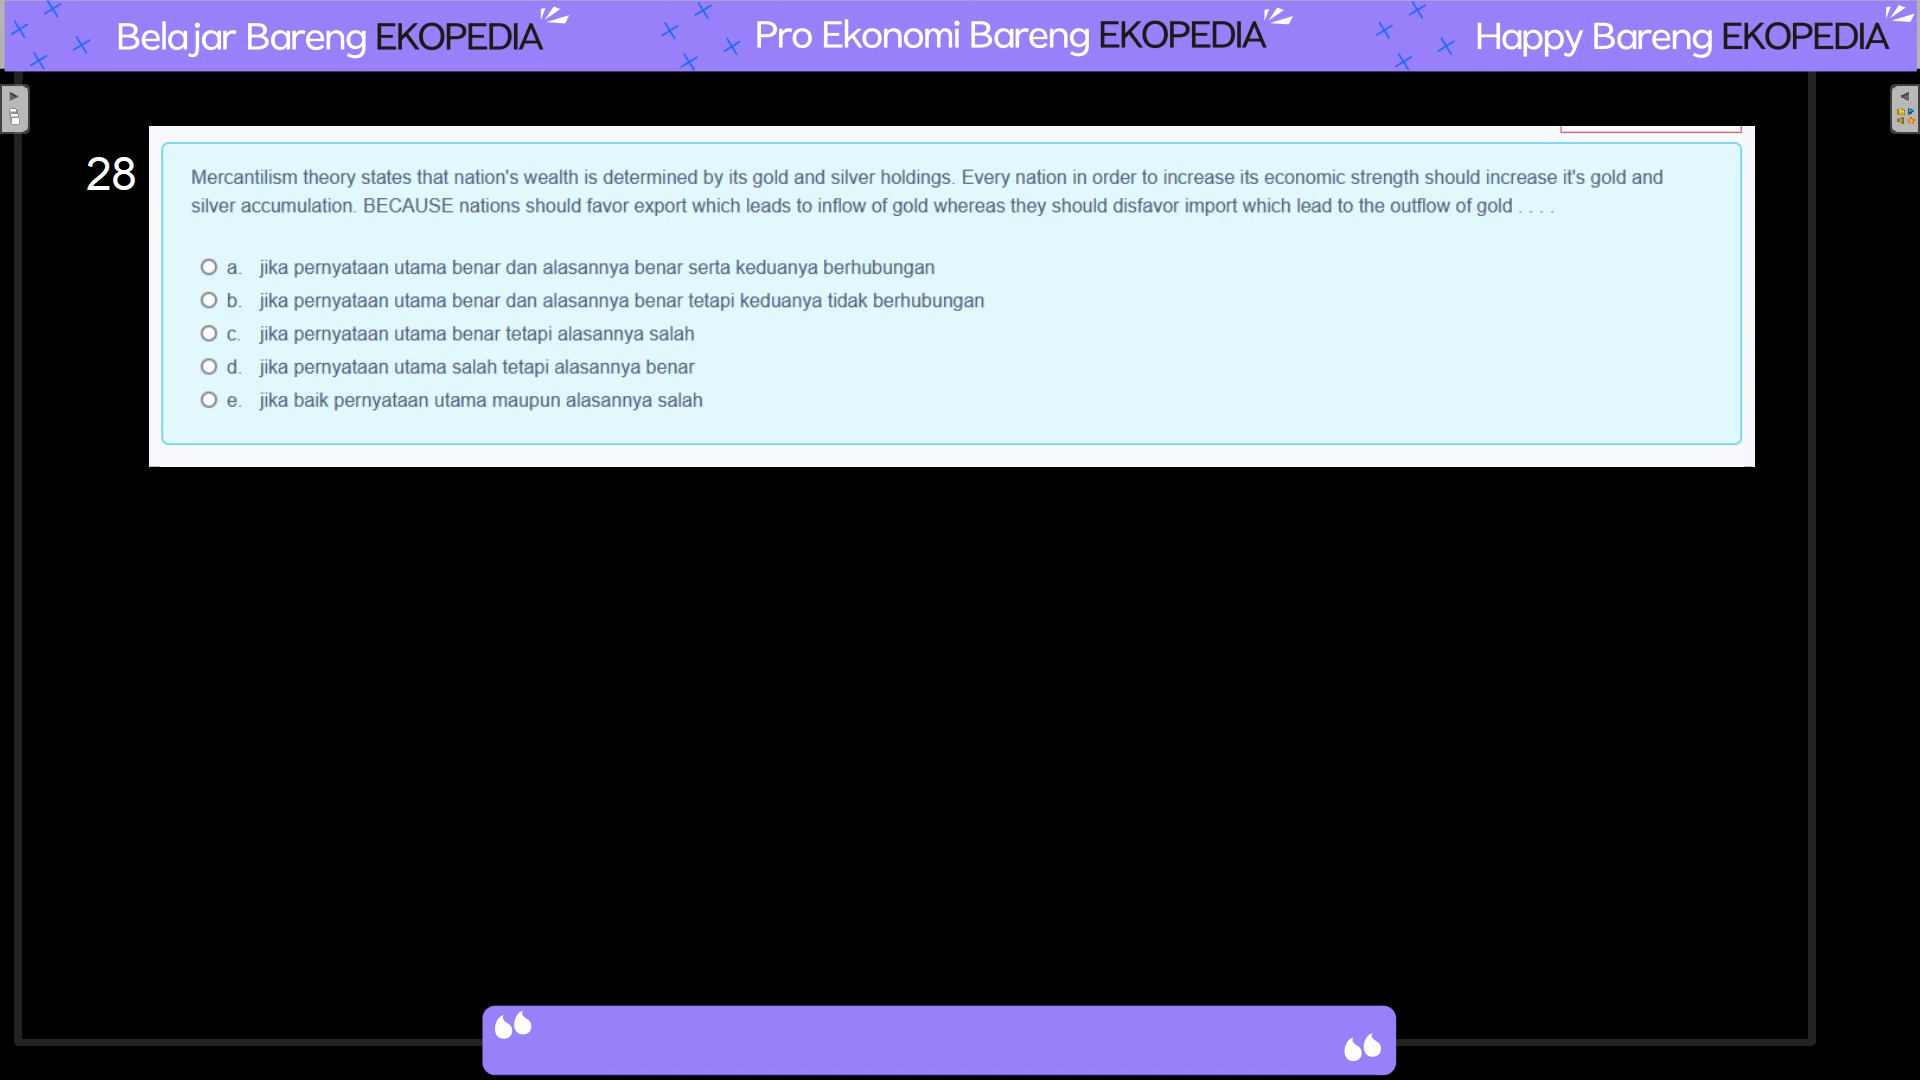 Belajar Bareng EKOPEDIA
Pro Ekonomi Bareng EKOPEDIA
Happy Bareng EKOPEDIA
28
Mercantilism theory states that nation's wealth is determined by its gold and silver holdings. Every nation in order to increase its economic strength should increase it's gold and
silver accumulation. BECAUSE nations should favor export which leads to inflow of gold whereas they should disfavor import which lead to the outflow of gold . . . .
a. jika pernyataan utama benar dan alasannya benar serta keduanya berhubungan
b. jika pernyataan utama benar dan alasannya benar tetapi keduanya tidak berhubungan
c. jika pernyataan utama benar tetapi alasannya salah
d. jika pernyataan utama salah tetapi alasannya benar
e. jika baik pernyataan utama maupun alasannya salah